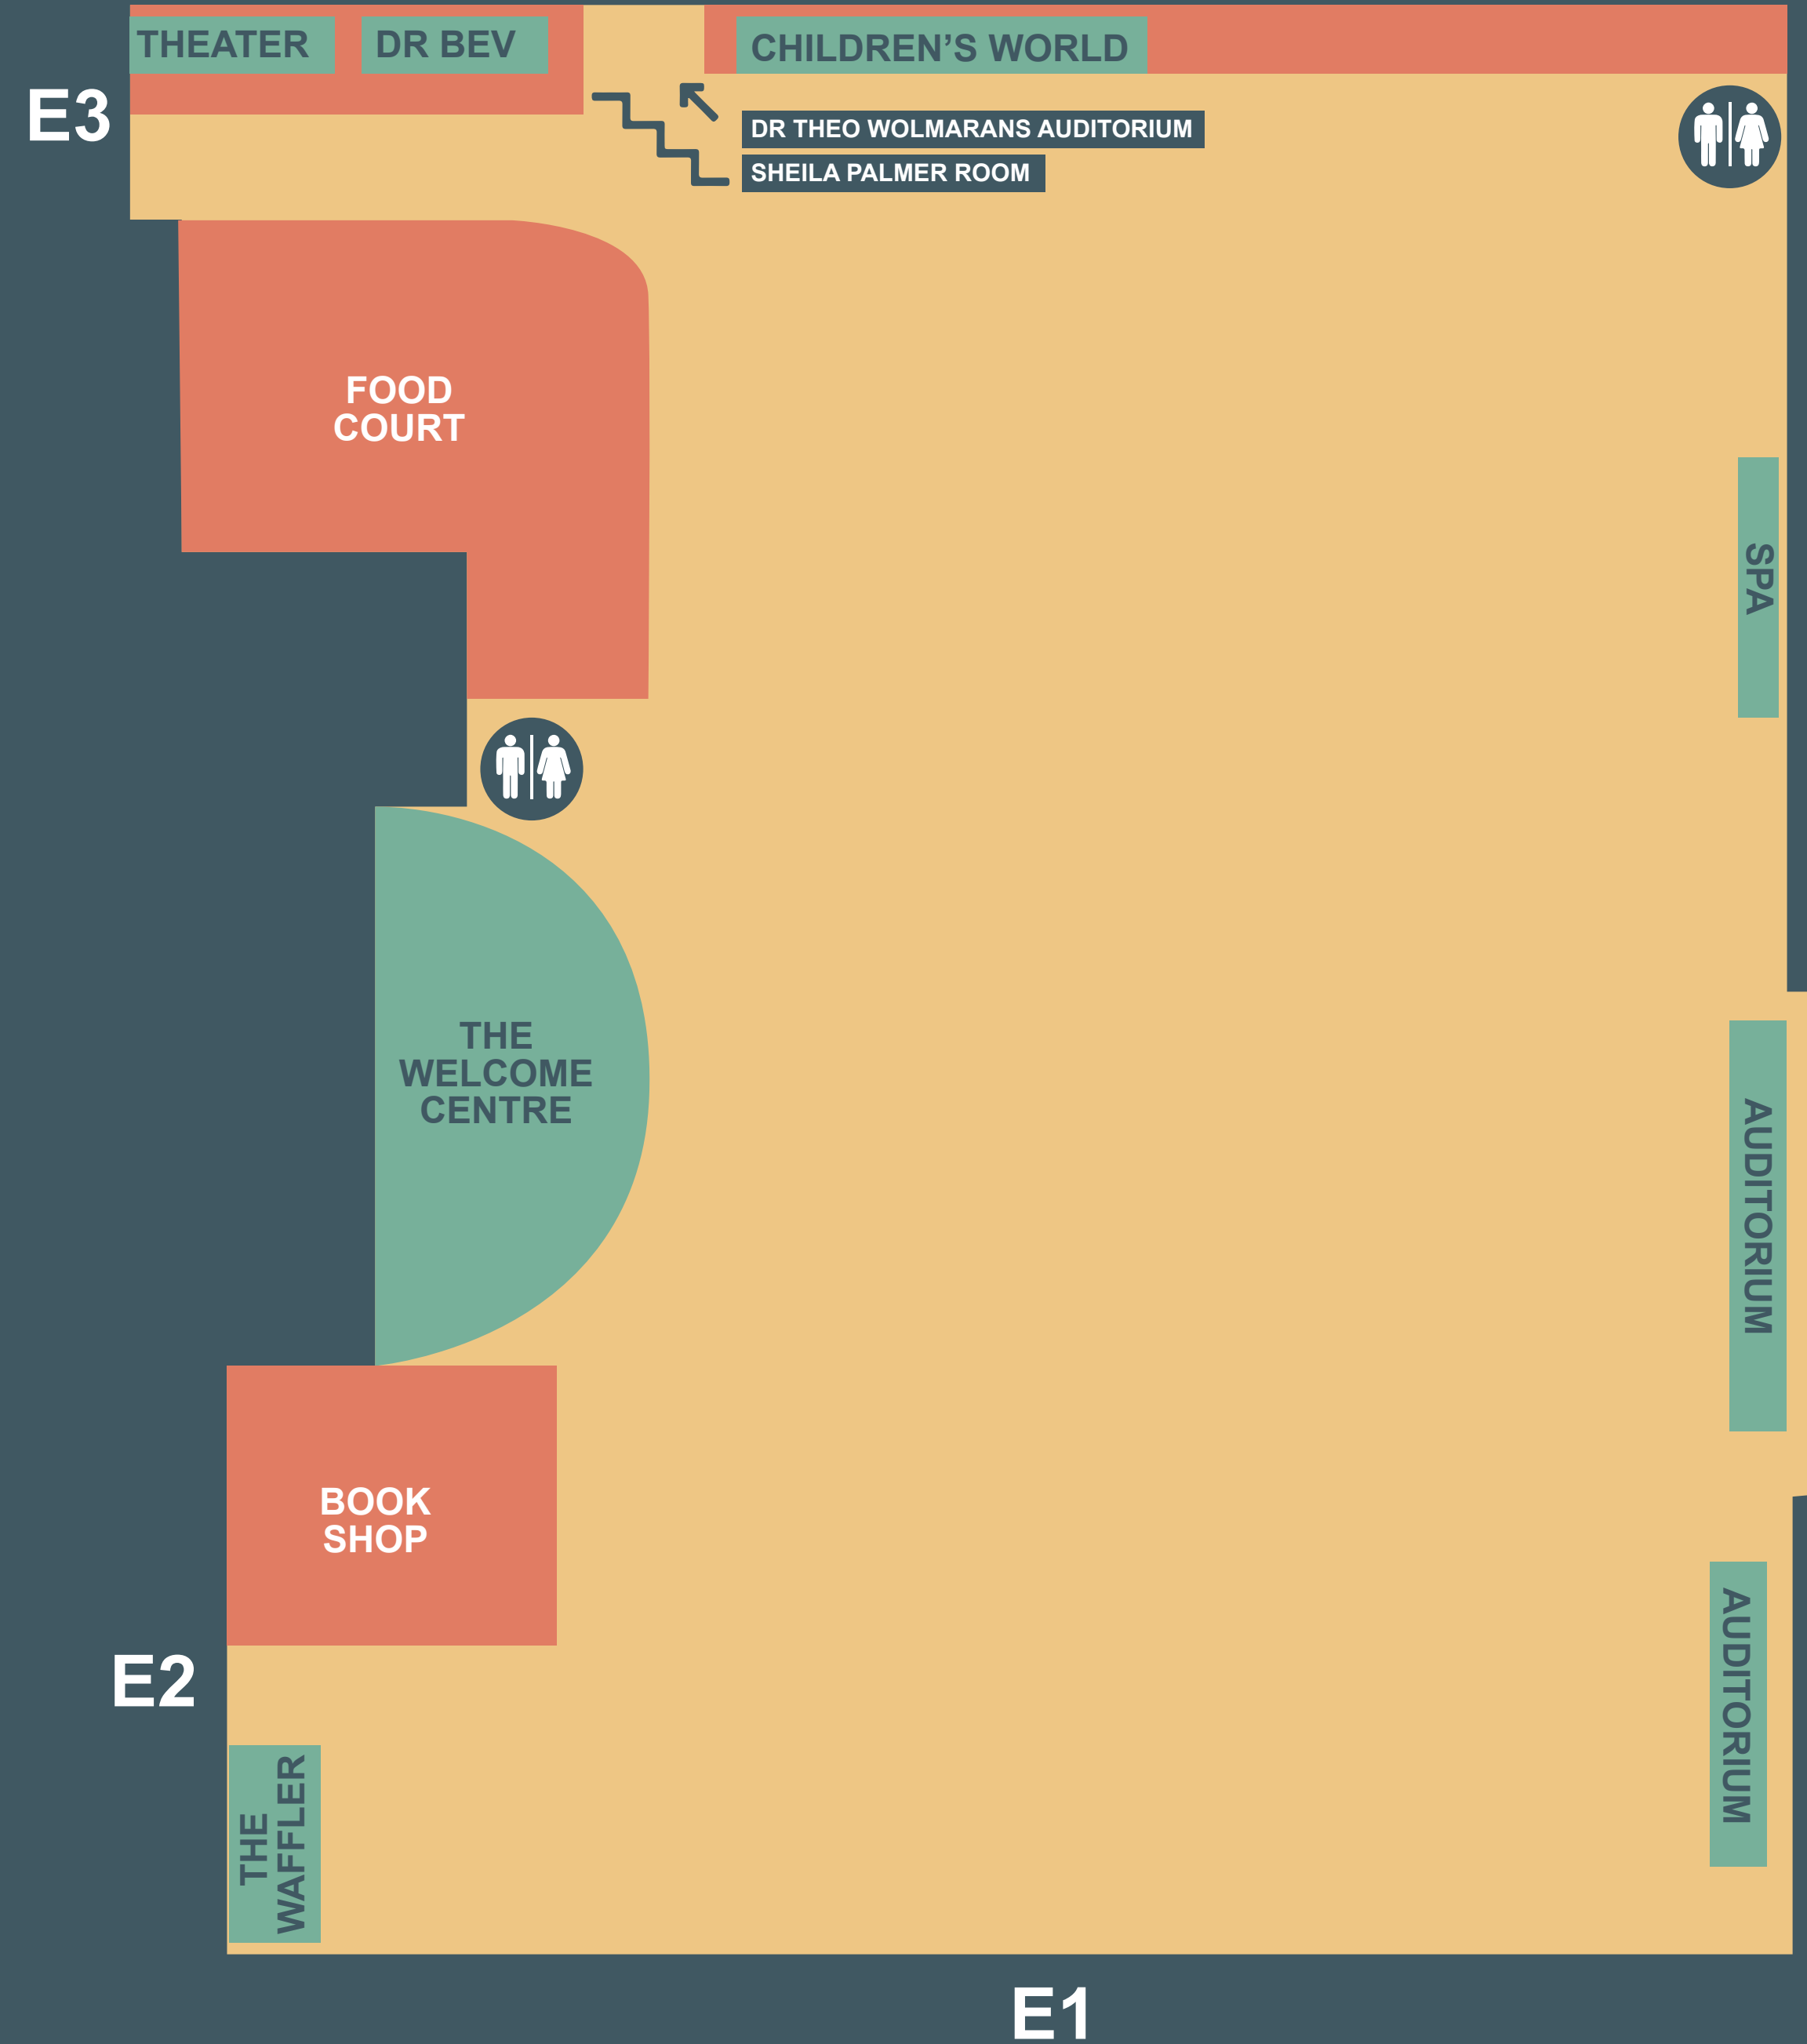 THEATER
DR BEV
CHILDREN’S WORLD
E3
DR THEO WOLMARANS AUDITORIUM
SHEILA PALMER ROOM
FOOD
COURT
SPA
THE
WELCOME
CENTRE
AUDITORIUM
BOOK
SHOP
AUDITORIUM
E2
THE
WAFFLER
E1